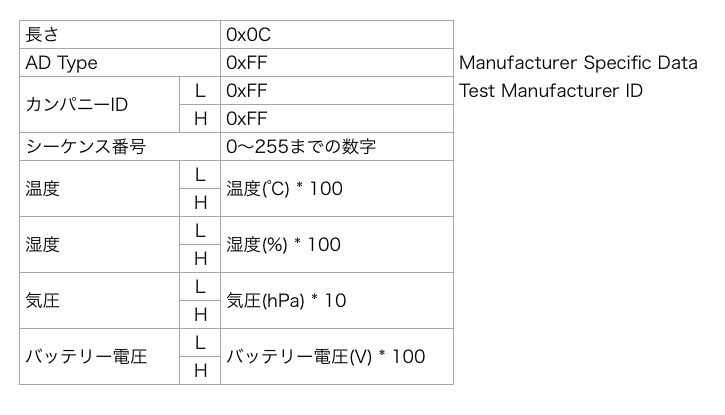 長さ 0x0C
AD Type 0xFF Manufacturer Specific Data
カンパニーID L 0xFF Test Manufacturer ID
H 0xFF
シーケンス番号 0〜255までの数字
温度 L 温度(℃) * 100
H
湿度 L 湿度(%) * 100
H
気圧 L 気圧(hPa) * 10
H
バッテリー電圧 L バッテリー電圧(V) * 100
H